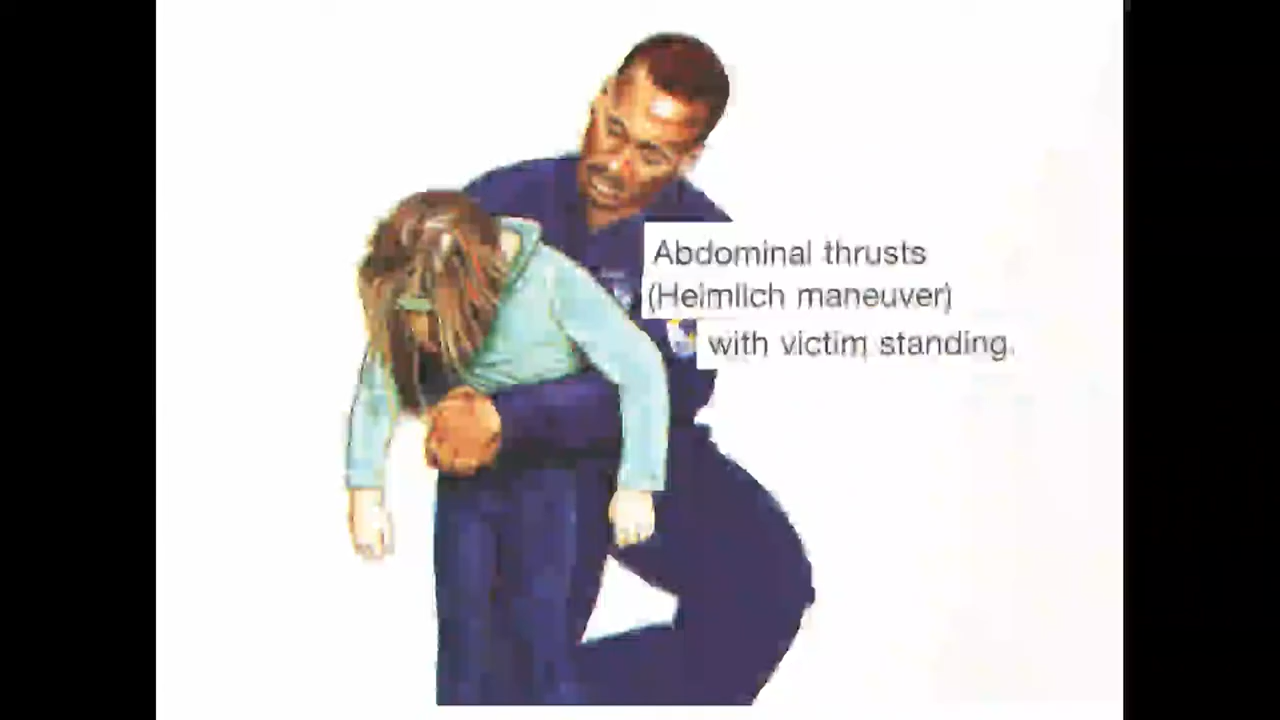 Abdominal thrusts
(Heimlich maneuver)
with victim standing.